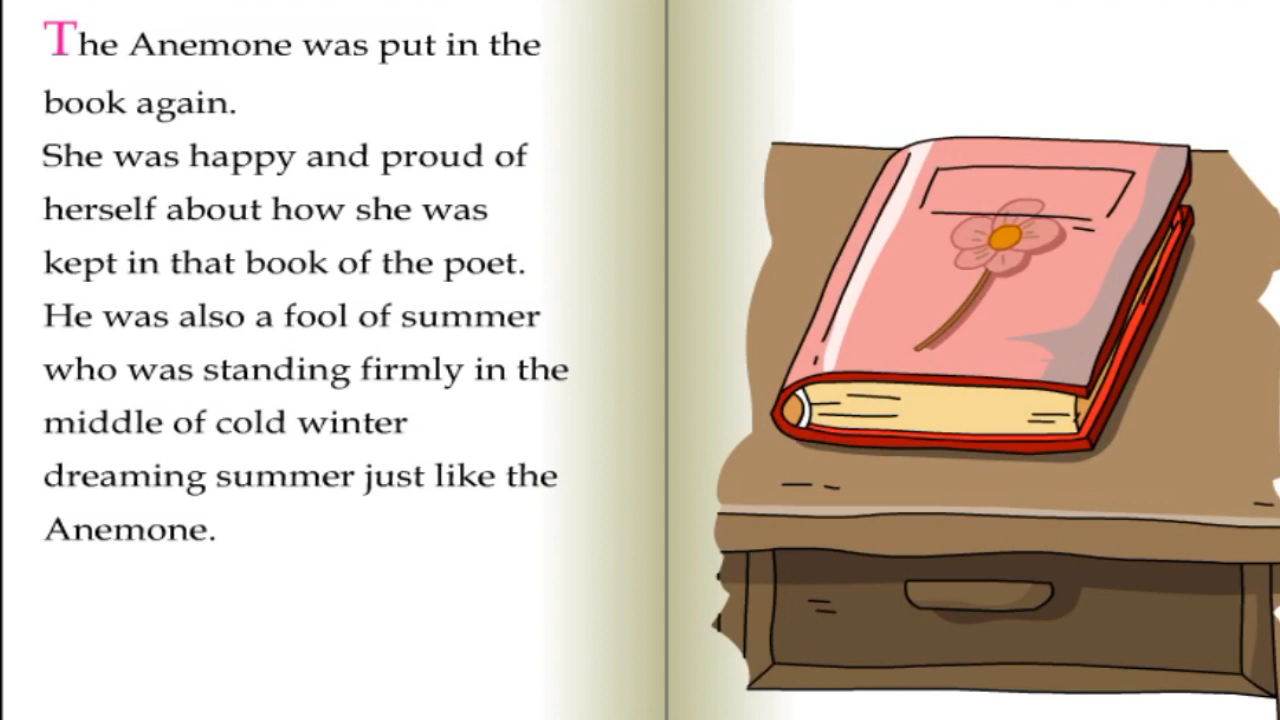 The Anemone was put in the
book again.
She was happy and proud of
herself about how she was
kept in that book of the poet.
He was also a fool of summer
who was standing firmly in the
middle of cold winter
dreaming summer just like the
Anemone.